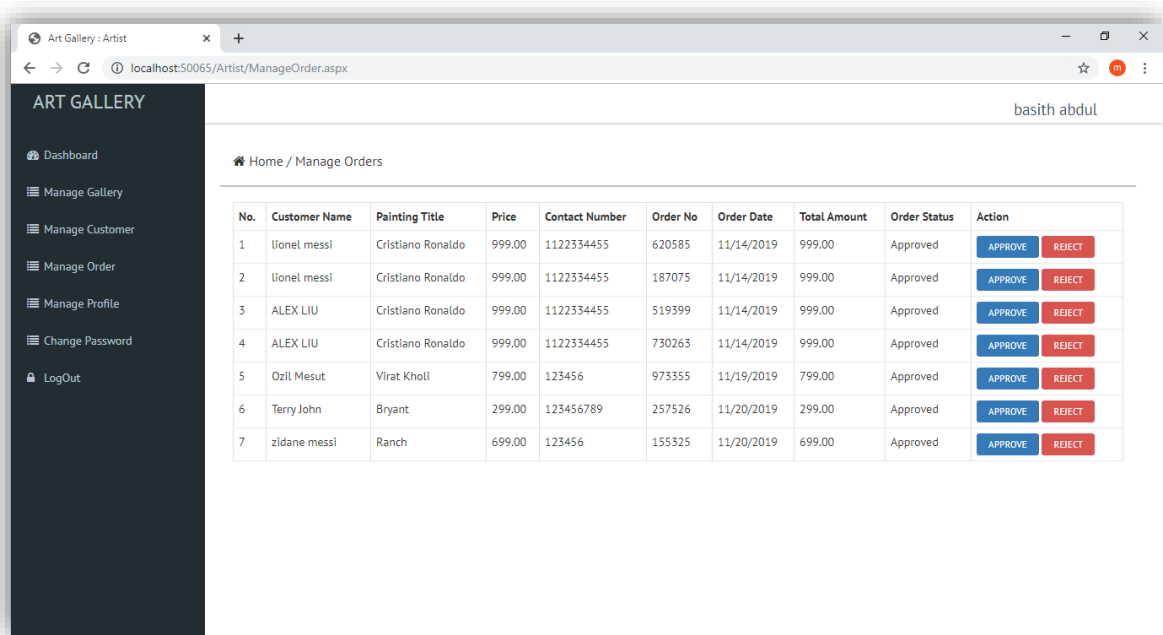 Art Gallery : Artist
localhost:50065/Artist/ManageOrder.aspx
m
ART GALLERY
basith abdul
Dashboard
Manage Gallery
Manage Customer
Manage Order
Manage Profile
Change Password
LogOut
Home / Manage Orders
No. Customer Name Painting Title Price Contact Number Order No Order Date Total Amount Order Status Action
1 lionel messi Cristiano Ronaldo 999.00 1122334455 620585 11/14/2019 999.00 Approved APPROVE REJECT
2 lionel messi Cristiano Ronaldo 999.00 1122334455 187075 11/14/2019 999.00 Approved APPROVE REJECT
3 ALEX LIU Cristiano Ronaldo 999.00 1122334455 519399 11/14/2019 999.00 Approved APPROVE REJECT
4 ALEX LIU Cristiano Ronaldo 999.00 1122334455 730263 11/14/2019 999.00 Approved APPROVE REJECT
5 Ozil Mesut Virat Kholi 799.00 123456 973355 11/19/2019 799.00 Approved APPROVE REJECT
6 Terry John Bryant 299.00 123456789 257526 11/20/2019 299.00 Approved APPROVE REJECT
7 zidane messi Ranch 699.00 123456 155325 11/20/2019 699.00 Approved APPROVE REJECT